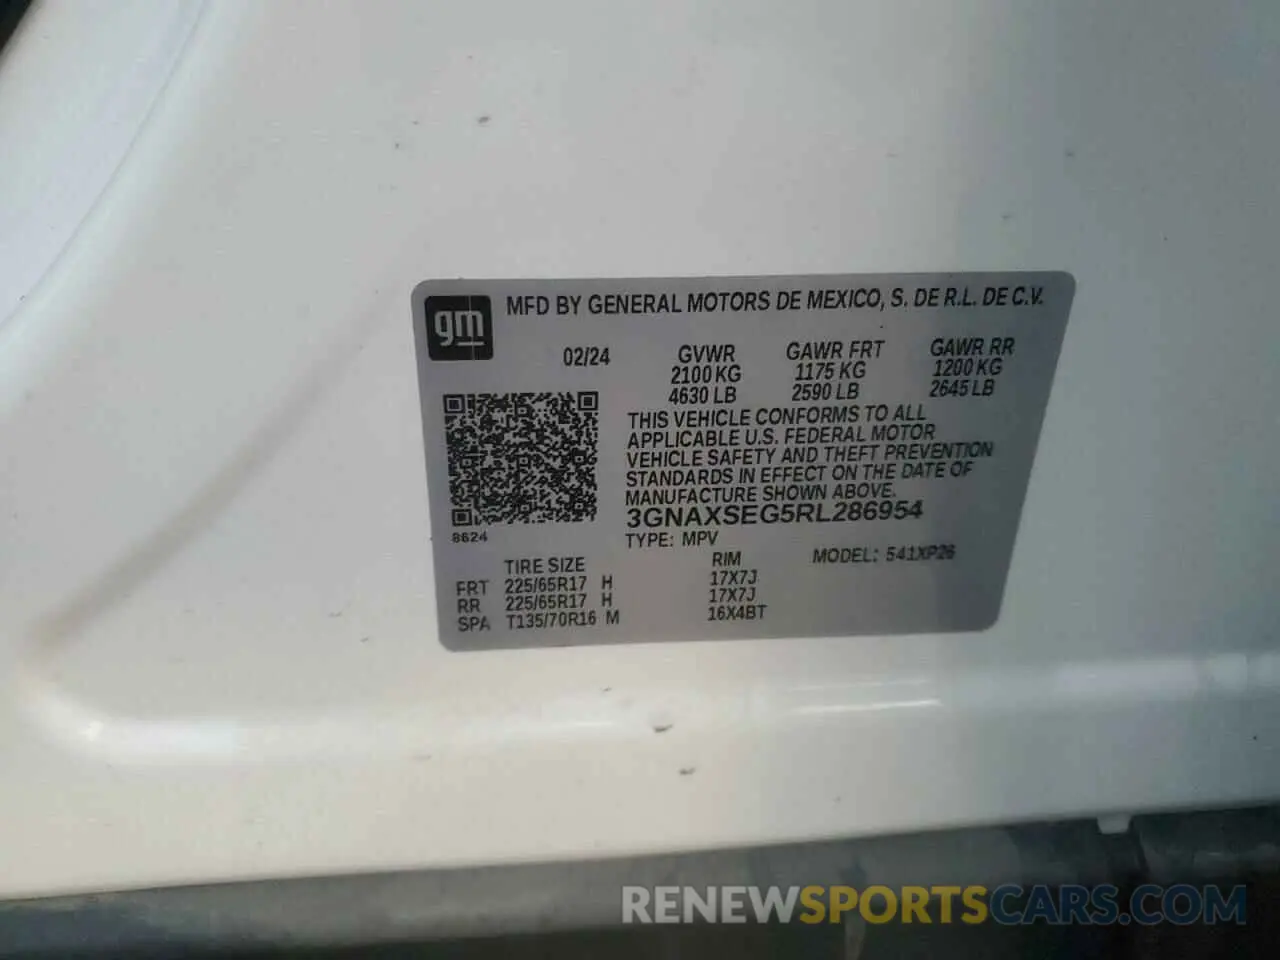 gm
MFD BY GENERAL MOTORS DE MEXICO, S. DE R.L. DE C.V.
02/24 GVWR GAWR FRT GAWR RR
2100 KG 1175 KG 1200 KG
4630 LB 2590 LB 2645 LB
THIS VEHICLE CONFORMS TO ALL
APPLICABLE U.S. FEDERAL MOTOR
VEHICLE SAFETY AND THEFT PREVENTION
STANDARDS IN EFFECT ON THE DATE OF
MANUFACTURE SHOWN ABOVE.
3GNAXSEG5RL286954
8624
TYPE: MPV MODEL: 541XP26
TIRE SIZE RIM
FRT 225/65R17 H 17X7J
RR 225/65R17 H 17X7J
SPA T135/70R16 M 16X4BT
RENEWSPORTSCARS.COM